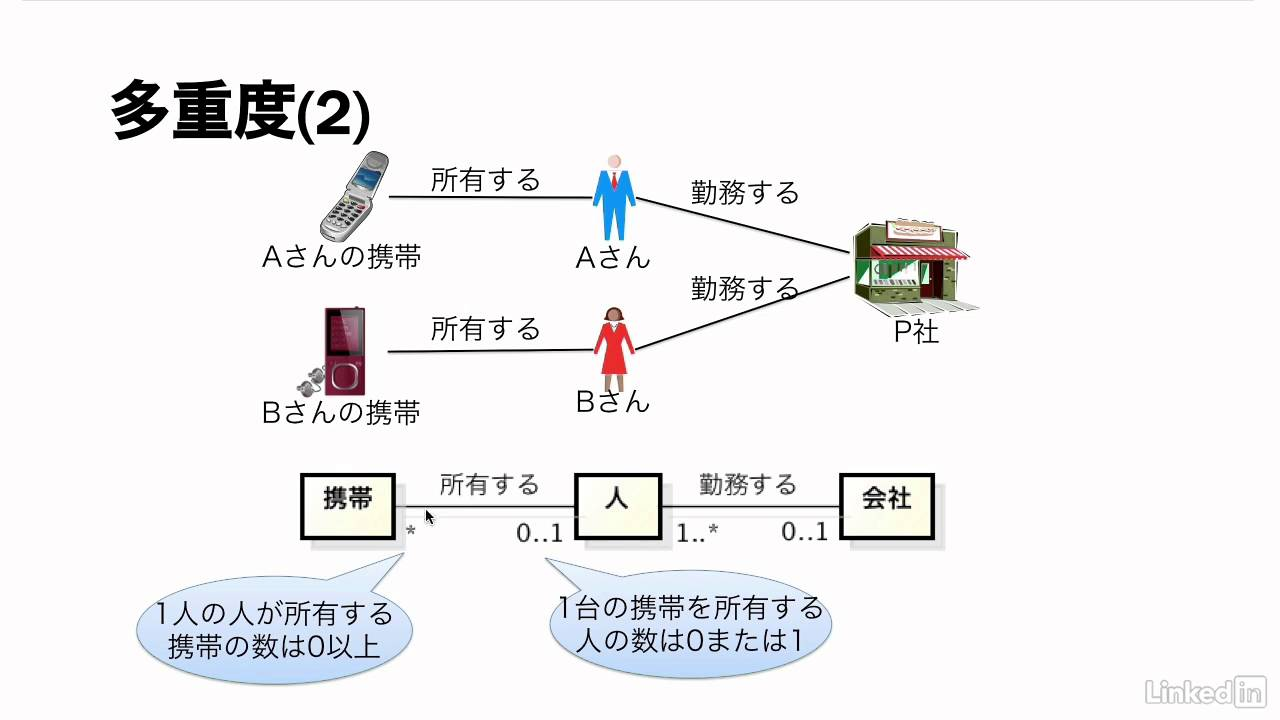 多重度(2)
所有する
勤務する
Aさんの携帯
Aさん
所有する
勤務する
P社
Bさんの携帯
Bさん
携帯
所有する
人
勤務する
会社
*
0..1
1..*
0..1
1人の人が所有する
携帯の数は0以上
1台の携帯を所有する
人の数は0または1
Linked in